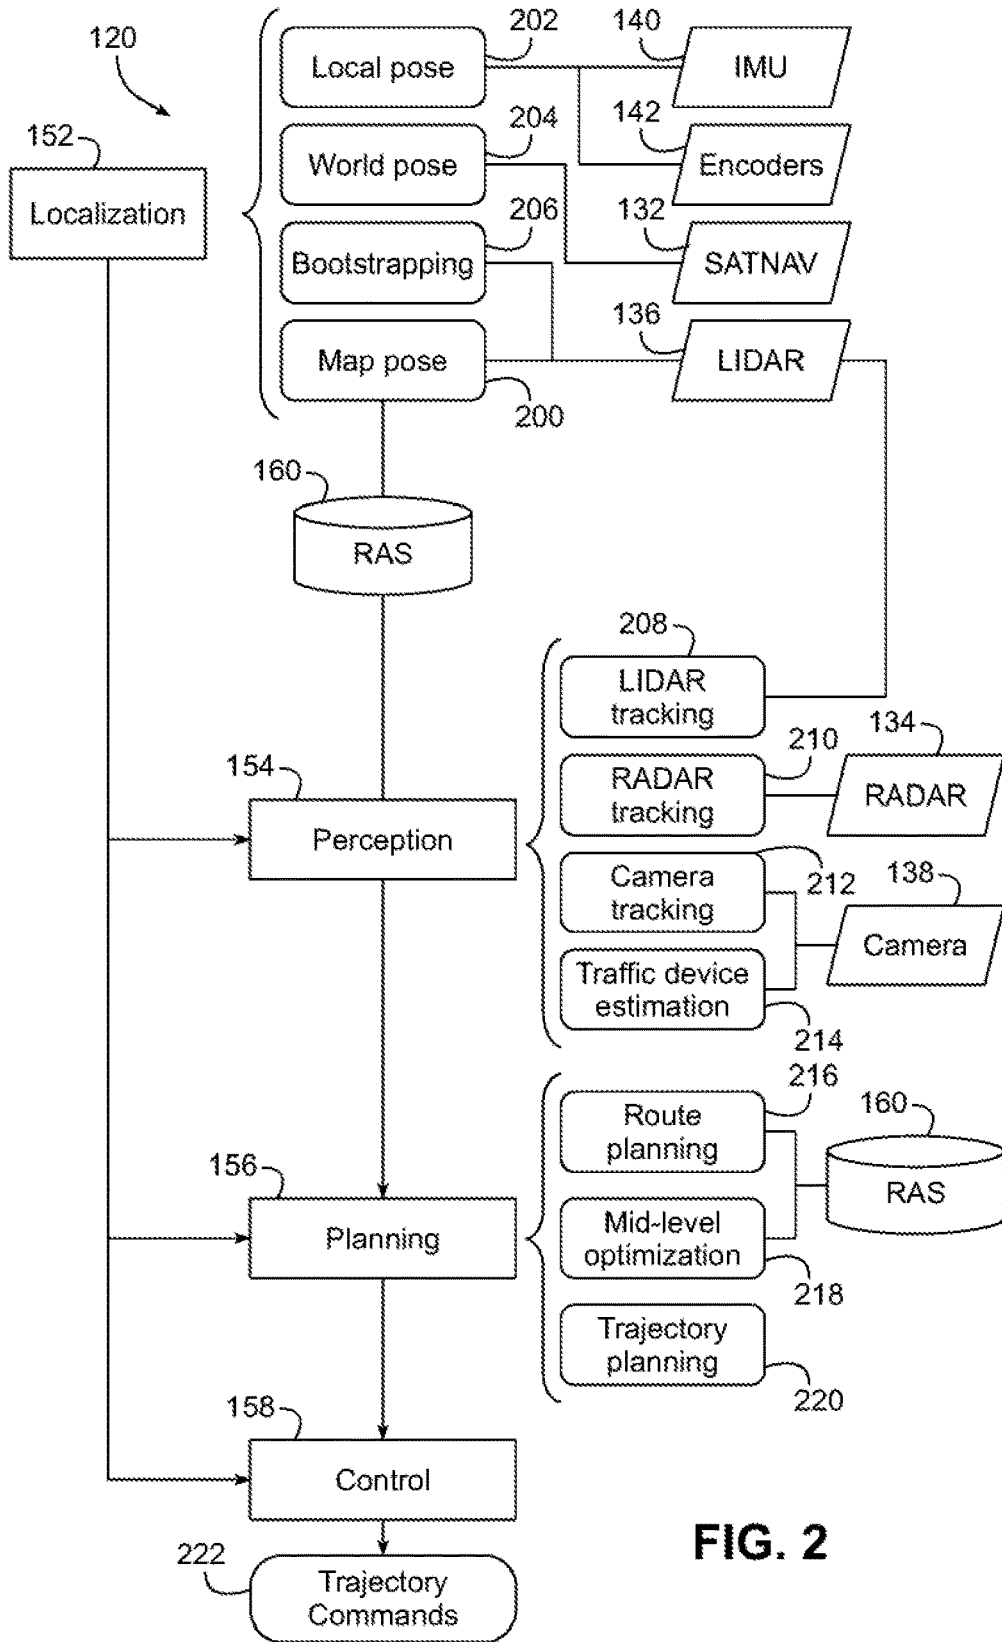 120
202
140
Local pose
IMU
152
204
142
World pose
Encoders
Localization
206
132
Bootstrapping
SATNAV
136
Map pose
LIDAR
200
160
RAS
208
LIDAR
tracking
210
134
154
RADAR
tracking
RADAR
Perception
Camera
tracking
212
138
Camera
Traffic device
estimation
214
216
160
Route
planning
156
RAS
Planning
Mid-level
optimization
218
Trajectory
planning
220
158
Control
FIG. 2
222
Trajectory
Commands